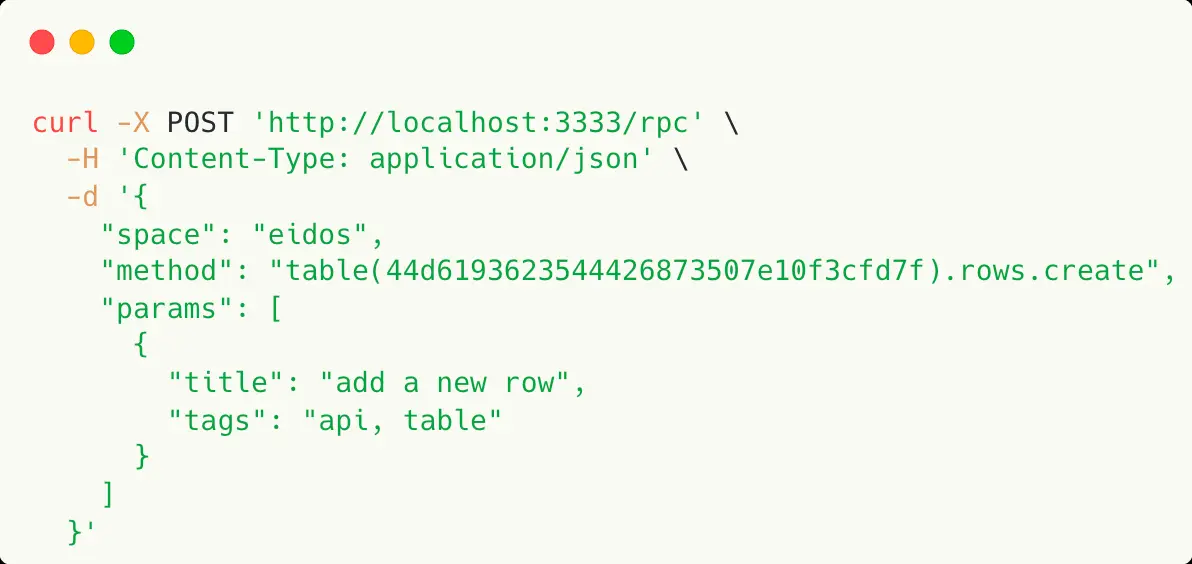 curl -X POST 'http://localhost:3333/rpc' \
  -H 'Content-Type: application/json' \
  -d '{
    "space": "eidos",
    "method": "table(44d6193623544426873507e10f3cfd7f).rows.create",
    "params": [
      {
        "title": "add a new row",
        "tags": "api, table"
      }
    ]
  }'